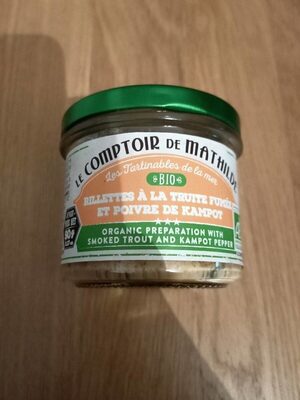 LE COMPTOIR DE MATHILDE
Les Tartinables de la mer
BIO
RILLETTES À LA TRUITE FUMÉE
ET POIVRE DE KAMPOT
ORGANIC PREPARATION WITH
SMOKED TROUT AND KAMPOT PEPPER